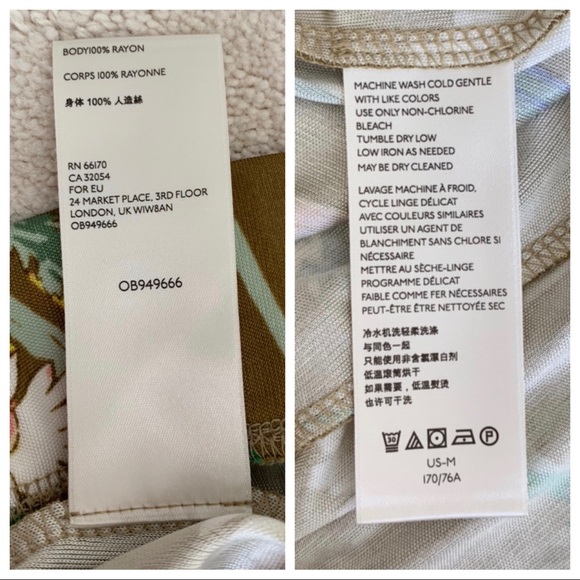 BODY100% RAYON
CORPS 100% RAYONNE
身体 100% 人造絲
RN 66170
CA 32054
FOR EU
24 MARKET PLACE, 3RD FLOOR
LONDON, UK W1W8AN
OB949666
OB949666
MACHINE WASH COLD GENTLE
WITH LIKE COLORS
USE ONLY NON-CHLORINE
BLEACH
TUMBLE DRY LOW
LOW IRON AS NEEDED
MAY BE DRY CLEANED
LAVAGE MACHINE À FROID,
CYCLE LINGE DÉLICAT
AVEC COULEURS SIMILAIRES
UTILISER UN AGENT DE
BLANCHIMENT SANS CHLORE SI
NÉCESSAIRE
METTRE AU SÈCHE-LINGE
PROGRAMME DÉLICAT
FAIBLE COMME FER NÉCESSAIRES
PEUT-ÊTRE ÊTRE NETTOYÉE SEC
冷水机洗轻柔洗涤
与同色一起
只能使用非含氯漂白剂
低温滚筒烘干
如果需要，低温熨烫
也许可干洗
30 P
US-M
170/76A